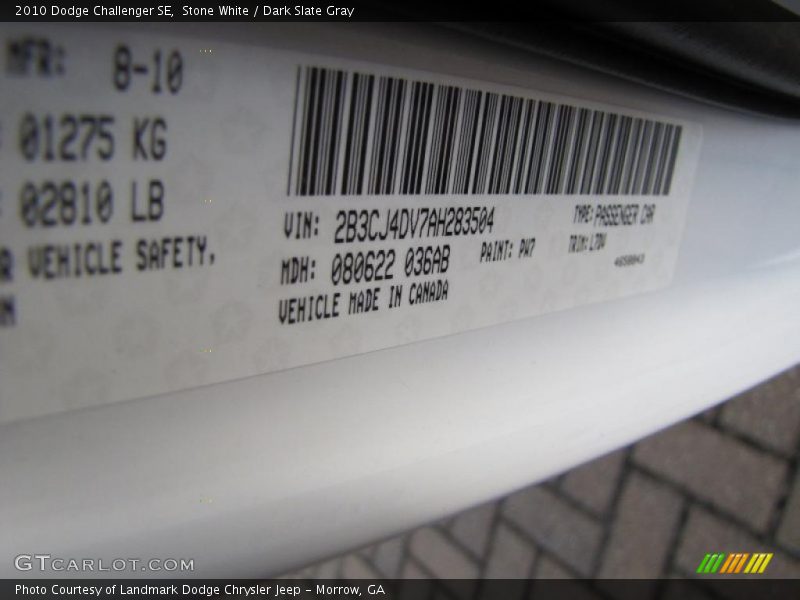 2010 Dodge Challenger SE, Stone White / Dark Slate Gray
MFR: 8-10
01275 KG
02810 LB
R VEHICLE SAFETY,
N
VIN: 2B3CJ4DV7AH283504
TYPE: PASSENGER CAR
MDH: 080622 036AB
PAINT: PW7
TRIM: L7DV
VEHICLE MADE IN CANADA
GTCARLOT.COM
Photo Courtesy of Landmark Dodge Chrysler Jeep - Morrow, GA